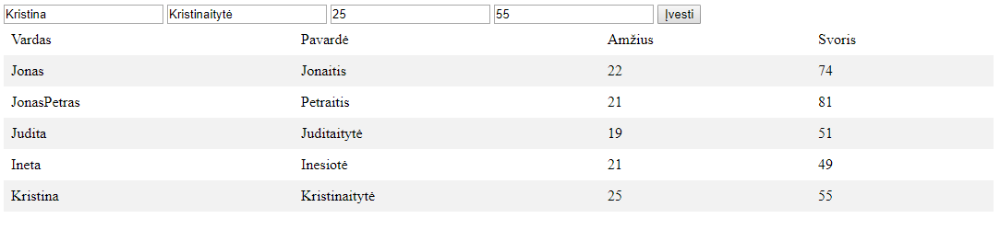 Kristina Kristinaitytė 25 55 Įvesti
Vardas Pavardė Amžius Svoris
Jonas Jonaitis 22 74
JonasPetras Petraitis 21 81
Judita Juditaitytė 19 51
Ineta Inesiotė 21 49
Kristina Kristinaitytė 25 55